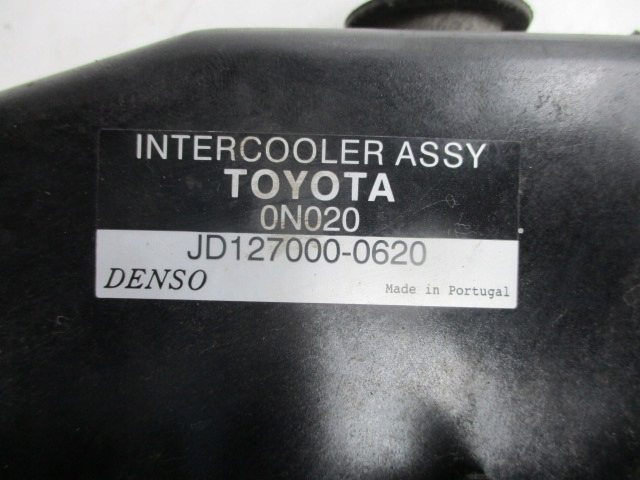 INTERCOOLER ASSY
TOYOTA
0N020
JD127000-0620
DENSO
Made in Portugal